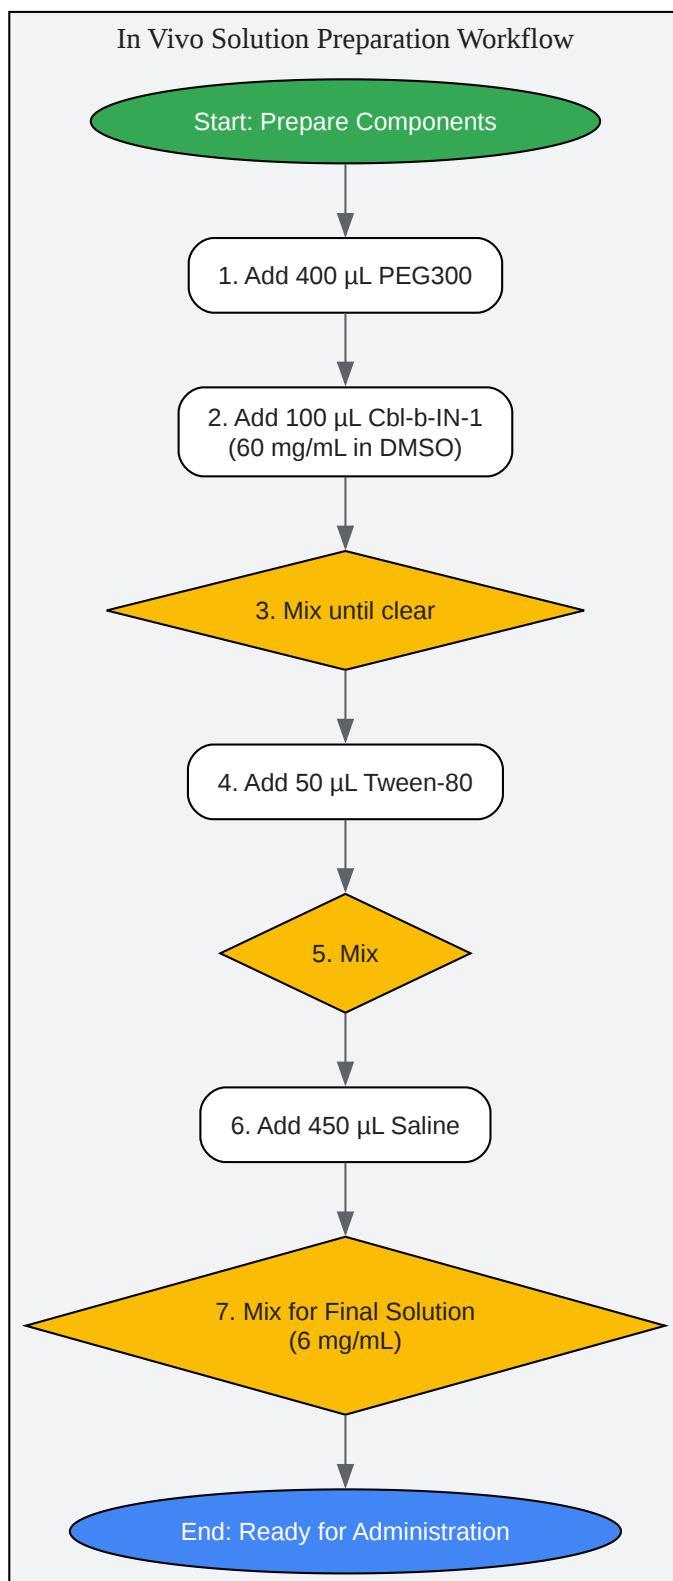 In Vivo Solution Preparation Workflow
Start: Prepare Components
1. Add 400 µL PEG300
2. Add 100 µL Cbl-b-IN-1
(60 mg/mL in DMSO)
3. Mix until clear
4. Add 50 µL Tween-80
5. Mix
6. Add 450 µL Saline
7. Mix for Final Solution
(6 mg/mL)
End: Ready for Administration